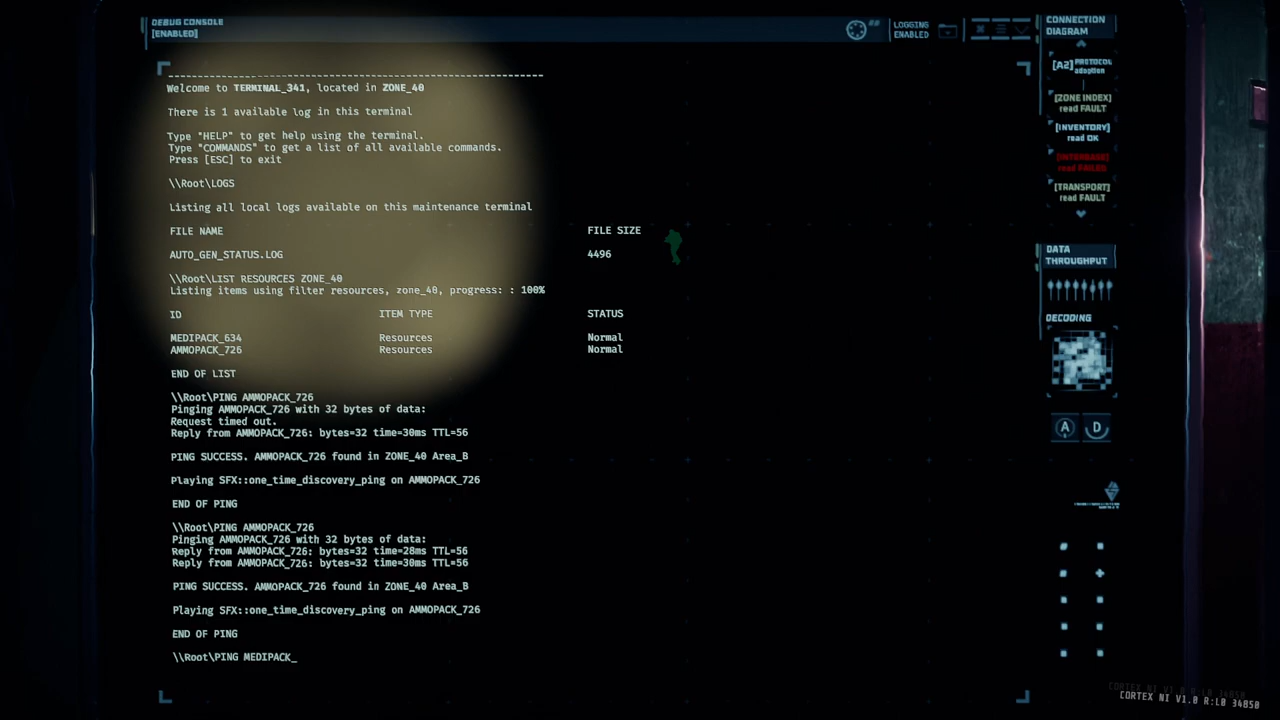 DEBUG CONSOLE
[ENABLED]
LOGGING
ENABLED
CONNECTION
DIAGRAM
--------------------------------------------------------------
Welcome to TERMINAL_341, located in ZONE_40
There is 1 available log in this terminal
Type "HELP" to get help using the terminal.
Type "COMMANDS" to get a list of all available commands.
Press [ESC] to exit
\\Root\LOGS
Listing all local logs available on this maintenance terminal
FILE NAME FILE SIZE
AUTO_GEN_STATUS.LOG 4496
\\Root\LIST RESOURCES ZONE_40
Listing items using filter resources, zone_40, progress: : 100%
ID ITEM TYPE STATUS
MEDIPACK_634 Resources Normal
AMMOPACK_726 Resources Normal
END OF LIST
\\Root\PING AMMOPACK_726
Pinging AMMOPACK_726 with 32 bytes of data:
Request timed out.
Reply from AMMOPACK_726: bytes=32 time=30ms TTL=56
PING SUCCESS. AMMOPACK_726 found in ZONE_40 Area_B
Playing SFX::one_time_discovery_ping on AMMOPACK_726
END OF PING
\\Root\PING AMMOPACK_726
Pinging AMMOPACK_726 with 32 bytes of data:
Reply from AMMOPACK_726: bytes=32 time=28ms TTL=56
Reply from AMMOPACK_726: bytes=32 time=30ms TTL=56
PING SUCCESS. AMMOPACK_726 found in ZONE_40 Area_B
Playing SFX::one_time_discovery_ping on AMMOPACK_726
END OF PING
\\Root\PING MEDIPACK_
[A2] PROTOCOL
adaption
[ZONE INDEX]
read FAULT
[INVENTORY]
read OK
read FAILED
[TRANSPORT]
read FAULT
DATA
THROUGHPUT
DECODING
A D
CORTEX NI V1.0 R:L0 34850